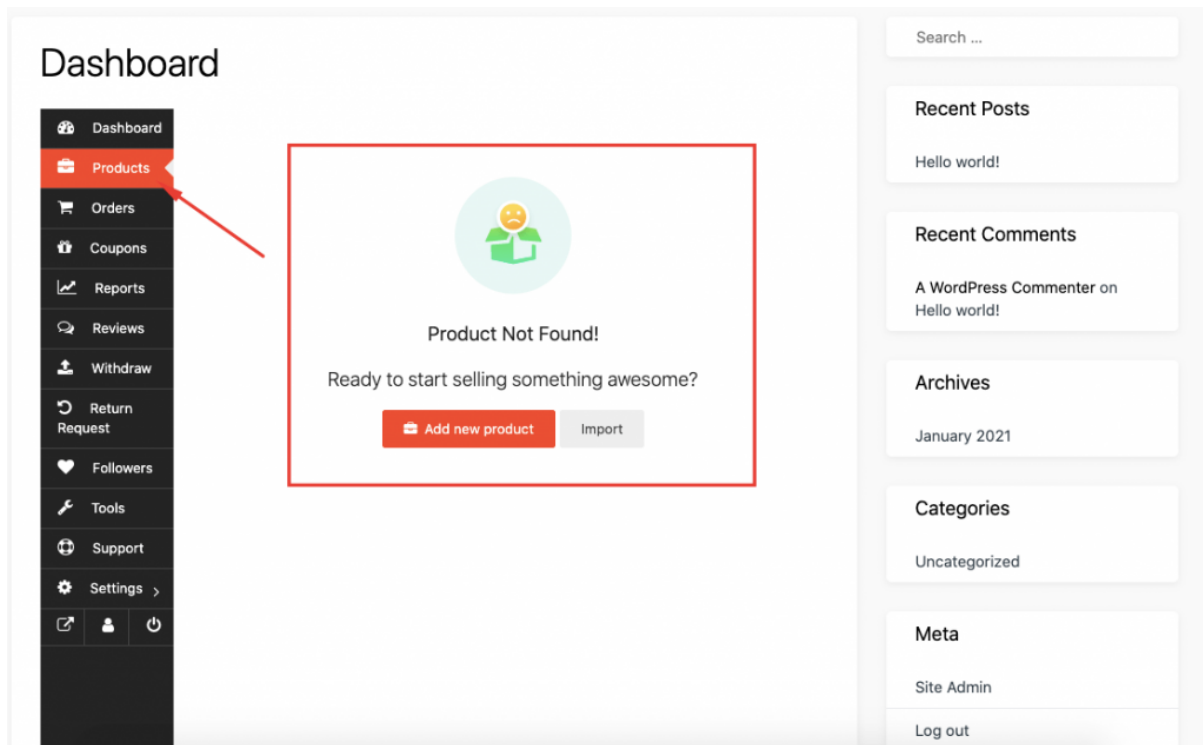 Dashboard
Dashboard
Products
Orders
Coupons
Reports
Reviews
Withdraw
Return
Request
Followers
Tools
Support
Settings
Product Not Found!
Ready to start selling something awesome?
Add new product
Import
Search ...
Recent Posts
Hello world!
Recent Comments
A WordPress Commenter on
Hello world!
Archives
January 2021
Categories
Uncategorized
Meta
Site Admin
Log out